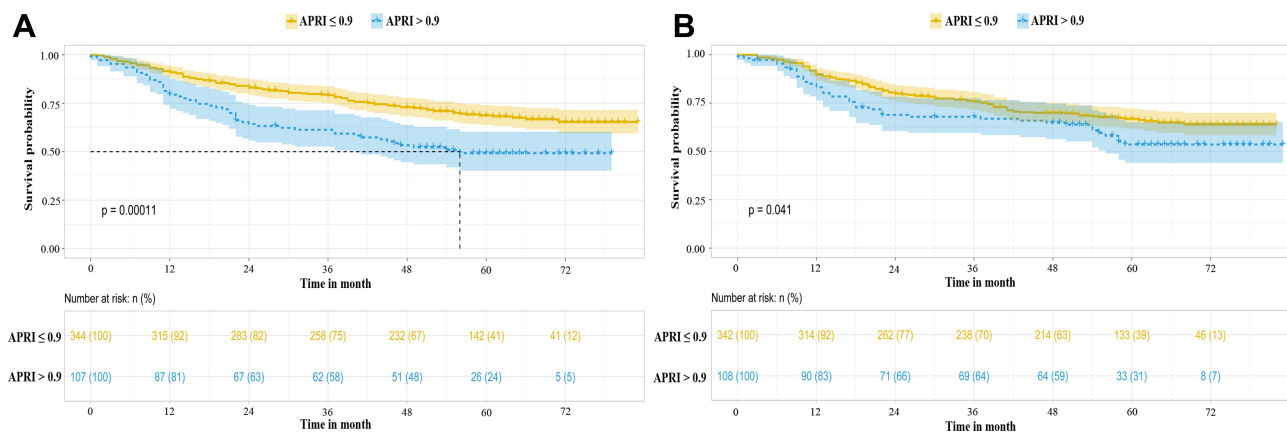 A
APRI ≤ 0.9 APRI > 0.9
Survival probability
1.00
0.75
0.50
0.25
0.00
p = 0.00011
0 12 24 36 48 60 72
Time in month
Number at risk: n (%)
APRI ≤ 0.9 344 (100) 315 (92) 283 (82) 258 (75) 232 (67) 142 (41) 41 (12)
APRI > 0.9 107 (100) 87 (81) 67 (63) 62 (58) 51 (48) 26 (24) 5 (5)
0 12 24 36 48 60 72
Time in month
B
APRI ≤ 0.9 APRI > 0.9
Survival probability
1.00
0.75
0.50
0.25
0.00
p = 0.041
0 12 24 36 48 60 72
Time in month
Number at risk: n (%)
APRI ≤ 0.9 342 (100) 314 (92) 262 (77) 238 (70) 214 (63) 133 (39) 46 (13)
APRI > 0.9 108 (100) 90 (83) 71 (66) 69 (64) 64 (59) 33 (31) 8 (7)
0 12 24 36 48 60 72
Time in month